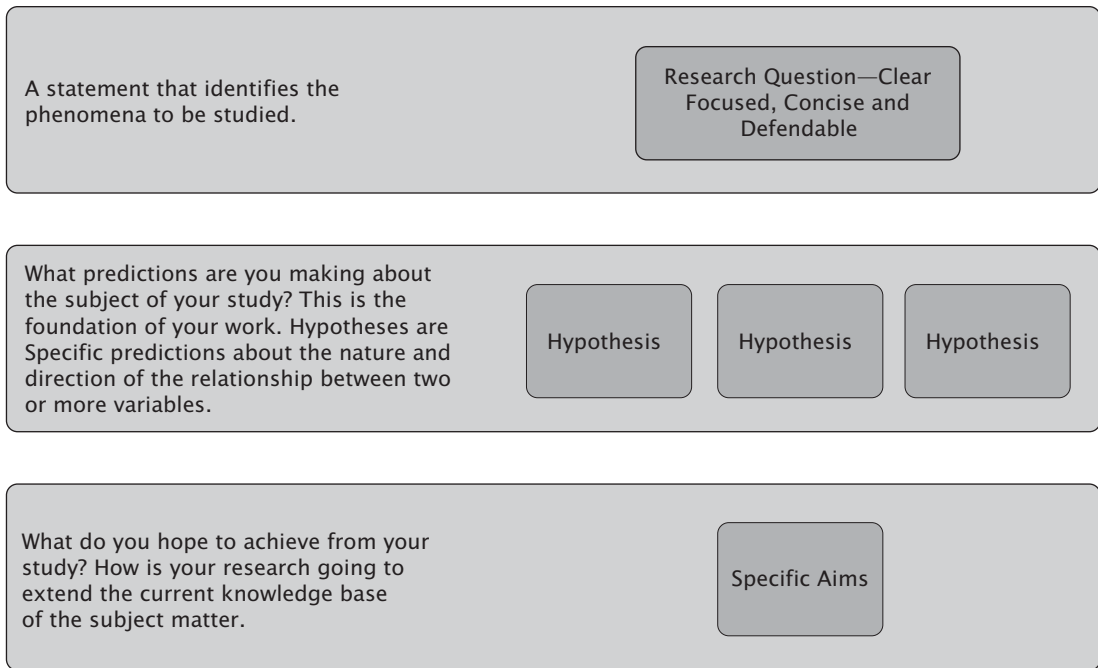 A statement that identifies the
phenomena to be studied.
Research Question—Clear
Focused, Concise and
Defendable
What predictions are you making about
the subject of your study? This is the
foundation of your work. Hypotheses are
Specific predictions about the nature and
direction of the relationship between two
or more variables.
Hypothesis
Hypothesis
Hypothesis
What do you hope to achieve from your
study? How is your research going to
extend the current knowledge base
of the subject matter.
Specific Aims